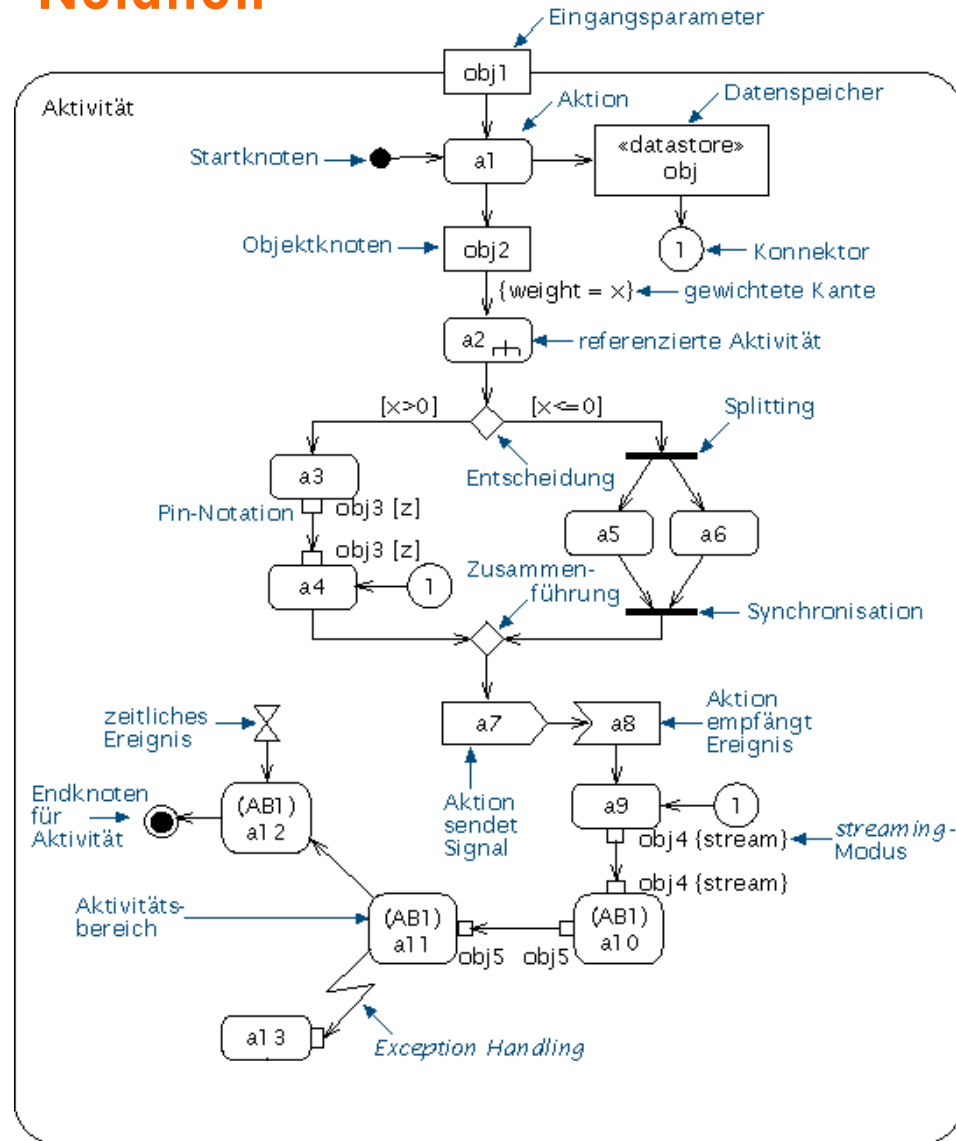 Notation
Eingangsparameter
obj1
Aktivität
Aktion
Datenspeicher
Startknoten
a1
«datastore»
obj
Objektknoten
obj2
1
Konnektor
{weight = x}
gewichtete Kante
a2
referenzierte Aktivität
[x>0]
[x<=0]
Splitting
Entscheidung
a3
Pin-Notation
obj3 [z]
a5
a6
obj3 [z]
a4
1
Zusammen-
führung
Synchronisation
zeitliches
Ereignis
a7
a8
Aktion
empfängt
Ereignis
Endknoten
für
Aktivität
(AB1)
a12
Aktion
sendet
Signal
a9
1
obj4 {stream}
streaming-
Modus
obj4 {stream}
Aktivitäts-
bereich
(AB1)
a11
obj5
obj5
(AB1)
a10
a13
Exception Handling